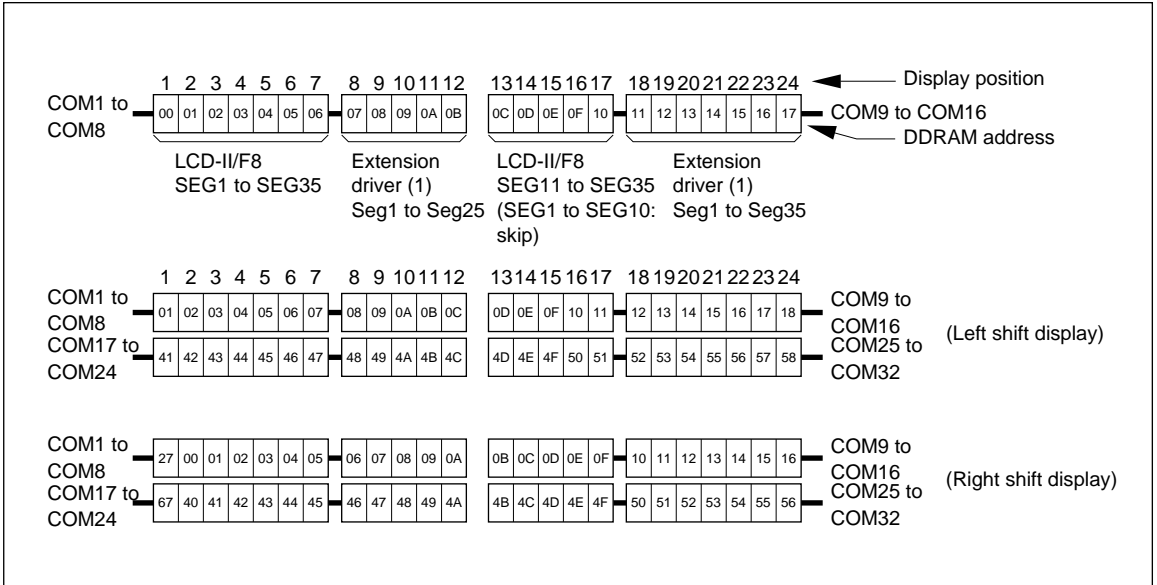 1 2 3 4 5 6 7 8 9 10 11 12 13 14 15 16 17 18 19 20 21 22 23 24 Display position
COM1 to COM8 00 01 02 03 04 05 06 07 08 09 0A 0B 0C 0D 0E 0F 10 11 12 13 14 15 16 17 COM9 to COM16
DDRAM address
LCD-II/F8
SEG1 to SEG35
Extension
driver (1)
Seg1 to Seg25
LCD-II/F8
SEG11 to SEG35
(SEG1 to SEG10:
skip)
Extension
driver (1)
Seg1 to Seg35
1 2 3 4 5 6 7 8 9 10 11 12 13 14 15 16 17 18 19 20 21 22 23 24
COM1 to COM8 01 02 03 04 05 06 07 08 09 0A 0B 0C 0D 0E 0F 10 11 12 13 14 15 16 17 18 COM9 to COM16
(Left shift display)
COM17 to COM24 41 42 43 44 45 46 47 48 49 4A 4B 4C 4D 4E 4F 50 51 52 53 54 55 56 57 58 COM25 to COM32
COM1 to COM8 27 00 01 02 03 04 05 06 07 08 09 0A 0B 0C 0D 0E 0F 10 11 12 13 14 15 16 COM9 to COM16
(Right shift display)
COM17 to COM24 67 40 41 42 43 44 45 46 47 48 49 4A 4B 4C 4D 4E 4F 50 51 52 53 54 55 56 COM25 to COM32